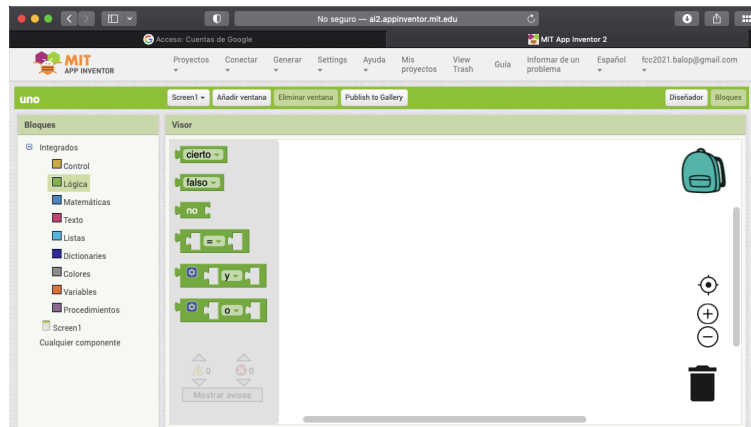 No seguro — ai2.appinventor.mit.edu
Acceso: Cuentas de Google
MIT App Inventor 2
MIT
APP INVENTOR
Proyectos
Conectar
Generar
Settings
Ayuda
Mis proyectos
View Trash
Guía
Informar de un problema
Español
fcc2021.balop@gmail.com
uno
Screen1
Añadir ventana
Eliminar ventana
Publish to Gallery
Diseñador
Bloques
Bloques
Visor
Integrados
Control
Lógica
Matemáticas
Texto
Listas
Dictionaries
Colores
Variables
Procedimientos
Screen1
Cualquier componente
cierto
falso
no
=
y
o
0
0
Mostrar avisos